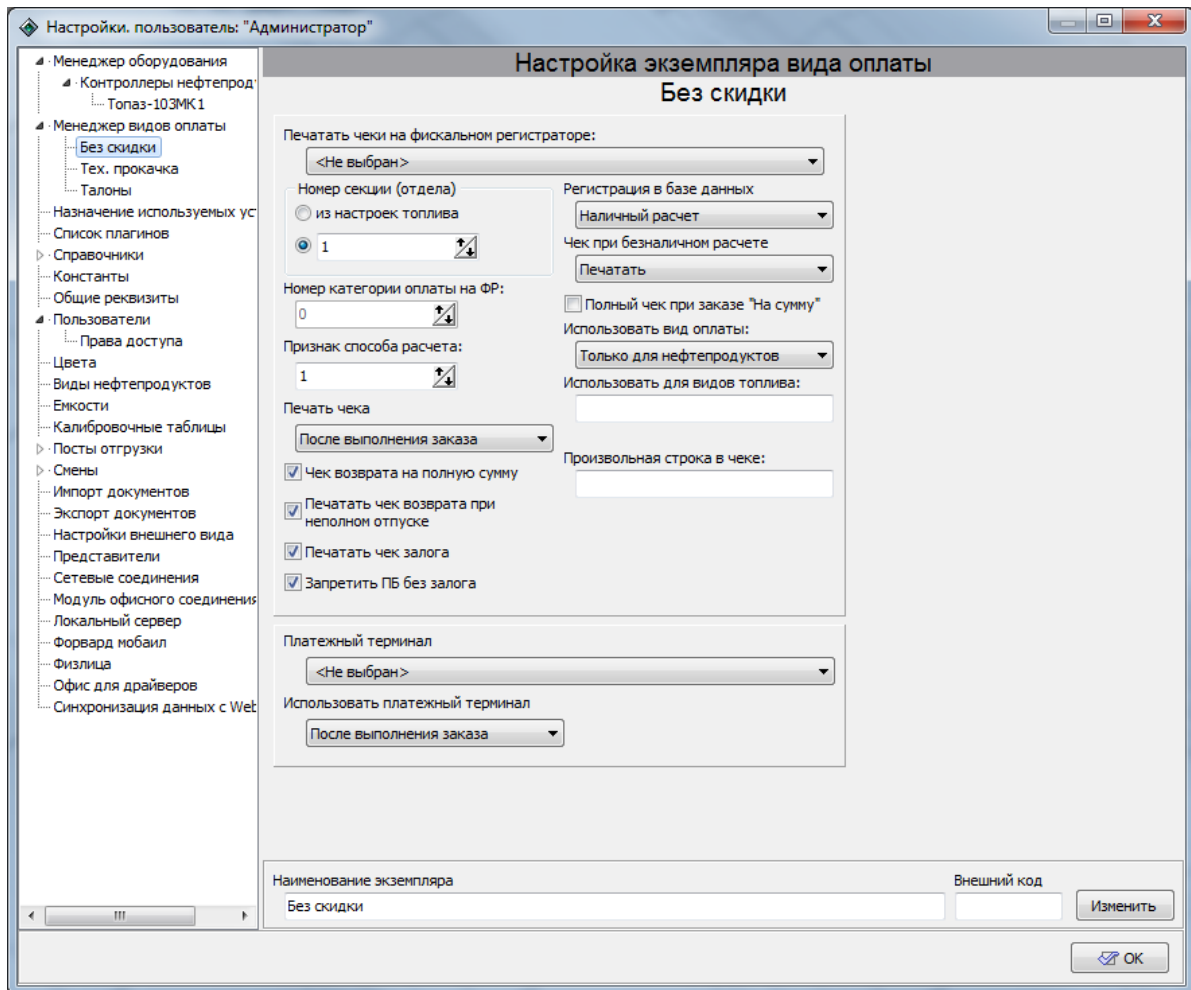 Настройки. пользователь: "Администратор"
Менеджер оборудования
Контроллеры нефтепрод
Топаз-103МК1
Менеджер видов оплаты
Без скидки
Тех. прокачка
Талоны
Назначение используемых ус
Список плагинов
Справочники
Константы
Общие реквизиты
Пользователи
Права доступа
Цвета
Виды нефтепродуктов
Емкости
Калибровочные таблицы
Посты отгрузки
Смены
Импорт документов
Экспорт документов
Настройки внешнего вида
Представители
Сетевые соединения
Модуль офисного соединения
Локальный сервер
Форвард мобаил
Физлица
Офис для драйверов
Синхронизация данных с Web
Настройка экземпляра вида оплаты
Без скидки
Печатать чеки на фискальном регистраторе:
<Не выбран>
Номер секции (отдела)
из настроек топлива
1
Номер категории оплаты на ФР:
0
Признак способа расчета:
1
Печать чека
После выполнения заказа
Чек возврата на полную сумму
Печатать чек возврата при
неполном отпуске
Печатать чек залога
Запретить ПБ без залога
Регистрация в базе данных
Наличный расчет
Чек при безналичном расчете
Печатать
Полный чек при заказе "На сумму"
Использовать вид оплаты:
Только для нефтепродуктов
Использовать для видов топлива:
Произвольная строка в чеке:
Платежный терминал
<Не выбран>
Использовать платежный терминал
После выполнения заказа
Наименование экземпляра
Без скидки
Внешний код
Изменить
OK